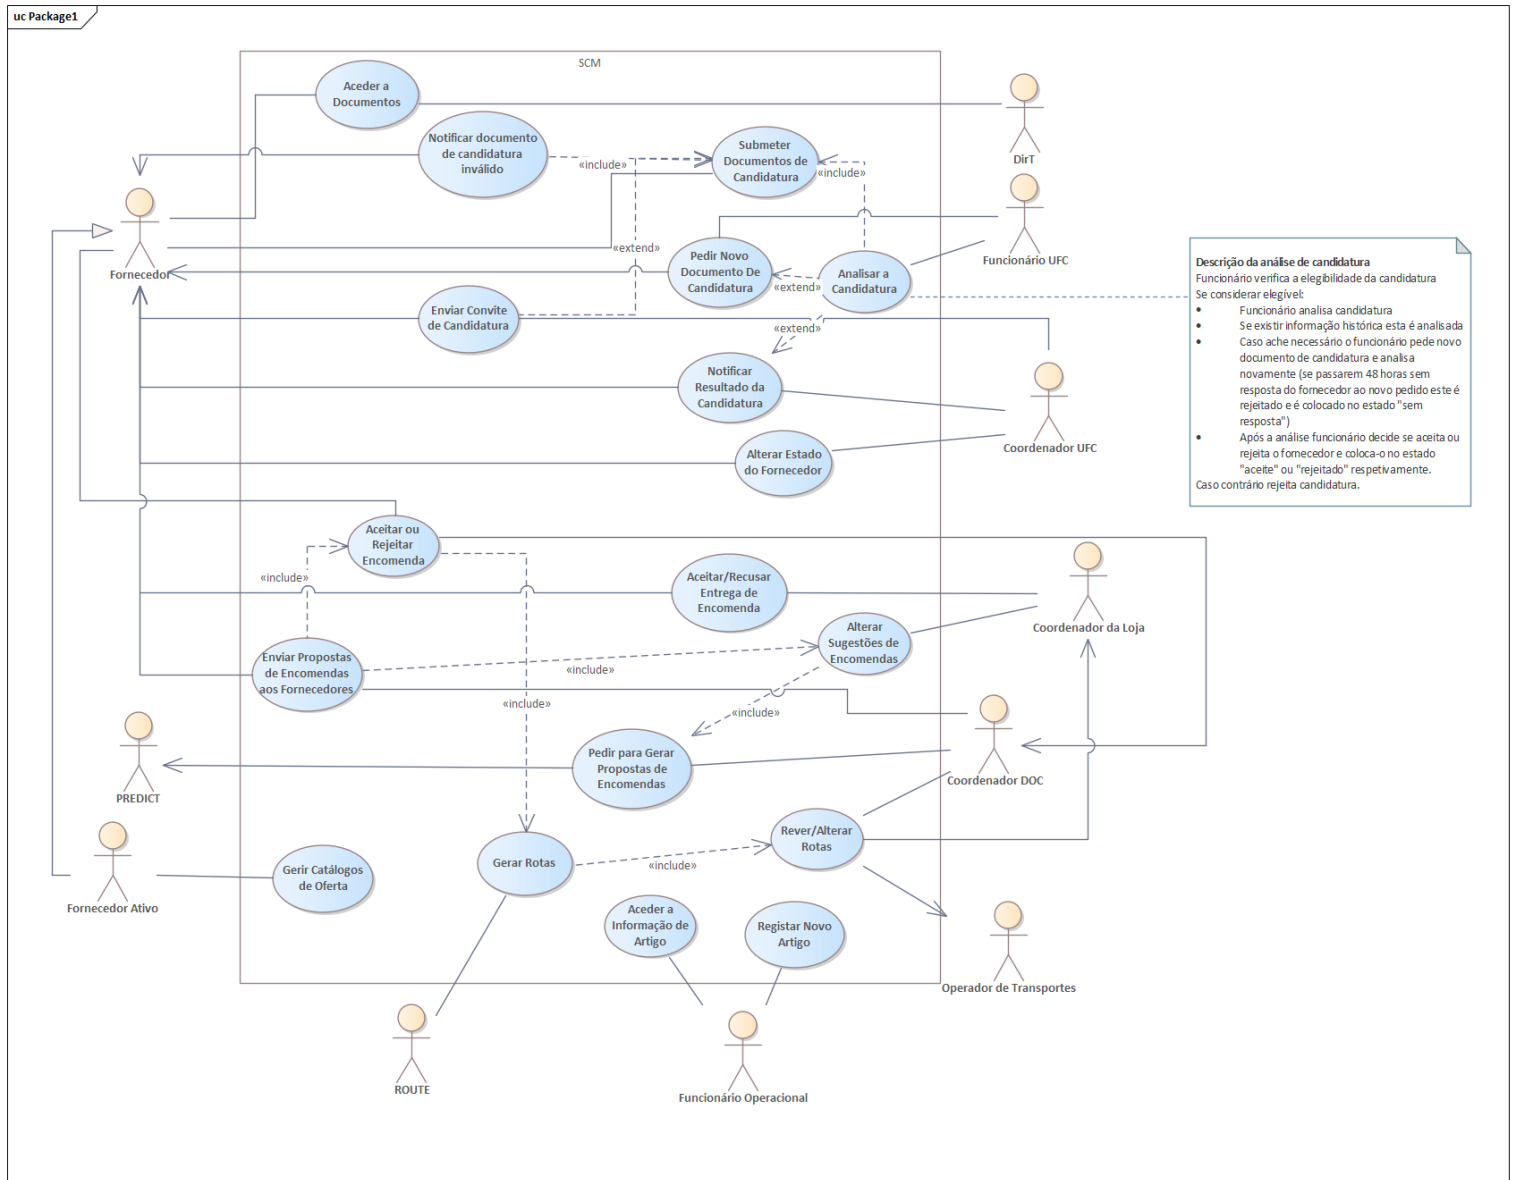 uc Package1
SCM
Aceder a
Documentos
Notificar documento
de candidatura
inválido
«include»
Submeter
Documentos de
Candidatura
«include»
DirT
Funcionário UFC
Fornecedor
«extend»
Pedir Novo
Documento De
Candidatura
«extend»
Analisar a
Candidatura
Enviar Convite
de Candidatura
«extend»
Notificar
Resultado da
Candidatura
Coordenador UFC
Alterar Estado
do Fornecedor
Descrição da análise de candidatura
Funcionário verifica a elegibilidade da candidatura
Se considerar elegível:
• Funcionário analisa candidatura
• Se existir informação histórica esta é analisada
• Caso ache necessário o funcionário pede novo
documento de candidatura e analisa
novamente (se passarem 48 horas sem
resposta do fornecedor ao novo pedido este é
rejeitado e é colocado no estado "sem
resposta")
• Após a análise funcionário decide se aceita ou
rejeita o fornecedor e coloca-o no estado
"aceite" ou "rejeitado" respetivamente.
Caso contrário rejeita candidatura.
Aceitar ou
Rejeitar
Encomenda
«include»
Aceitar/Recusar
Entrega de
Encomenda
Alterar
Sugestões de
Encomendas
Coordenador da Loja
Enviar Propostas
de Encomendas
aos Fornecedores
«include»
«include»
«include»
Pedir para Gerar
Propostas de
Encomendas
Coordenador DOC
PREDICT
Gerar Rotas
«include»
Rever/Alterar
Rotas
Gerir Catálogos
de Oferta
Fornecedor Ativo
Aceder a
Informação de
Artigo
Registar Novo
Artigo
Operador de Transportes
ROUTE
Funcionário Operacional